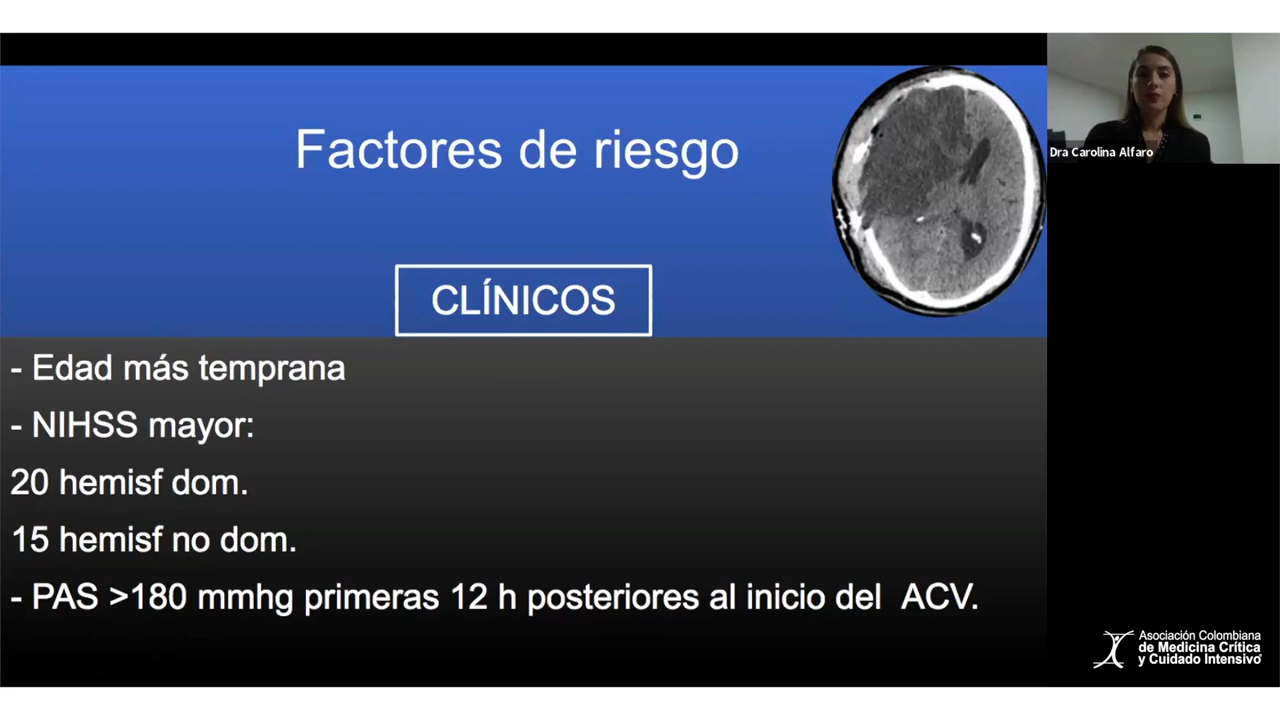 Factores de riesgo
CLÍNICOS
- Edad más temprana
- NIHSS mayor:
20 hemisf dom.
15 hemisf no dom.
- PAS >180 mmhg primeras 12 h posteriores al inicio del ACV.
Dra Carolina Alfaro
Asociación Colombiana
de Medicina Crítica
y Cuidado Intensivo